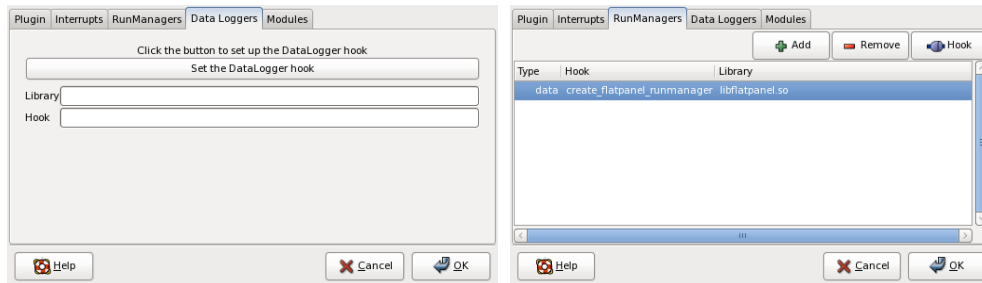 Plugin Interrupts RunManagers Data Loggers Modules
Click the button to set up the DataLogger hook
Set the DataLogger hook
Library
Hook
Help Cancel OK
Plugin Interrupts RunManagers Data Loggers Modules
Add Remove Hook
Type Hook Library
data create_flatpanel_runmanager libflatpanel.so
Help Cancel OK